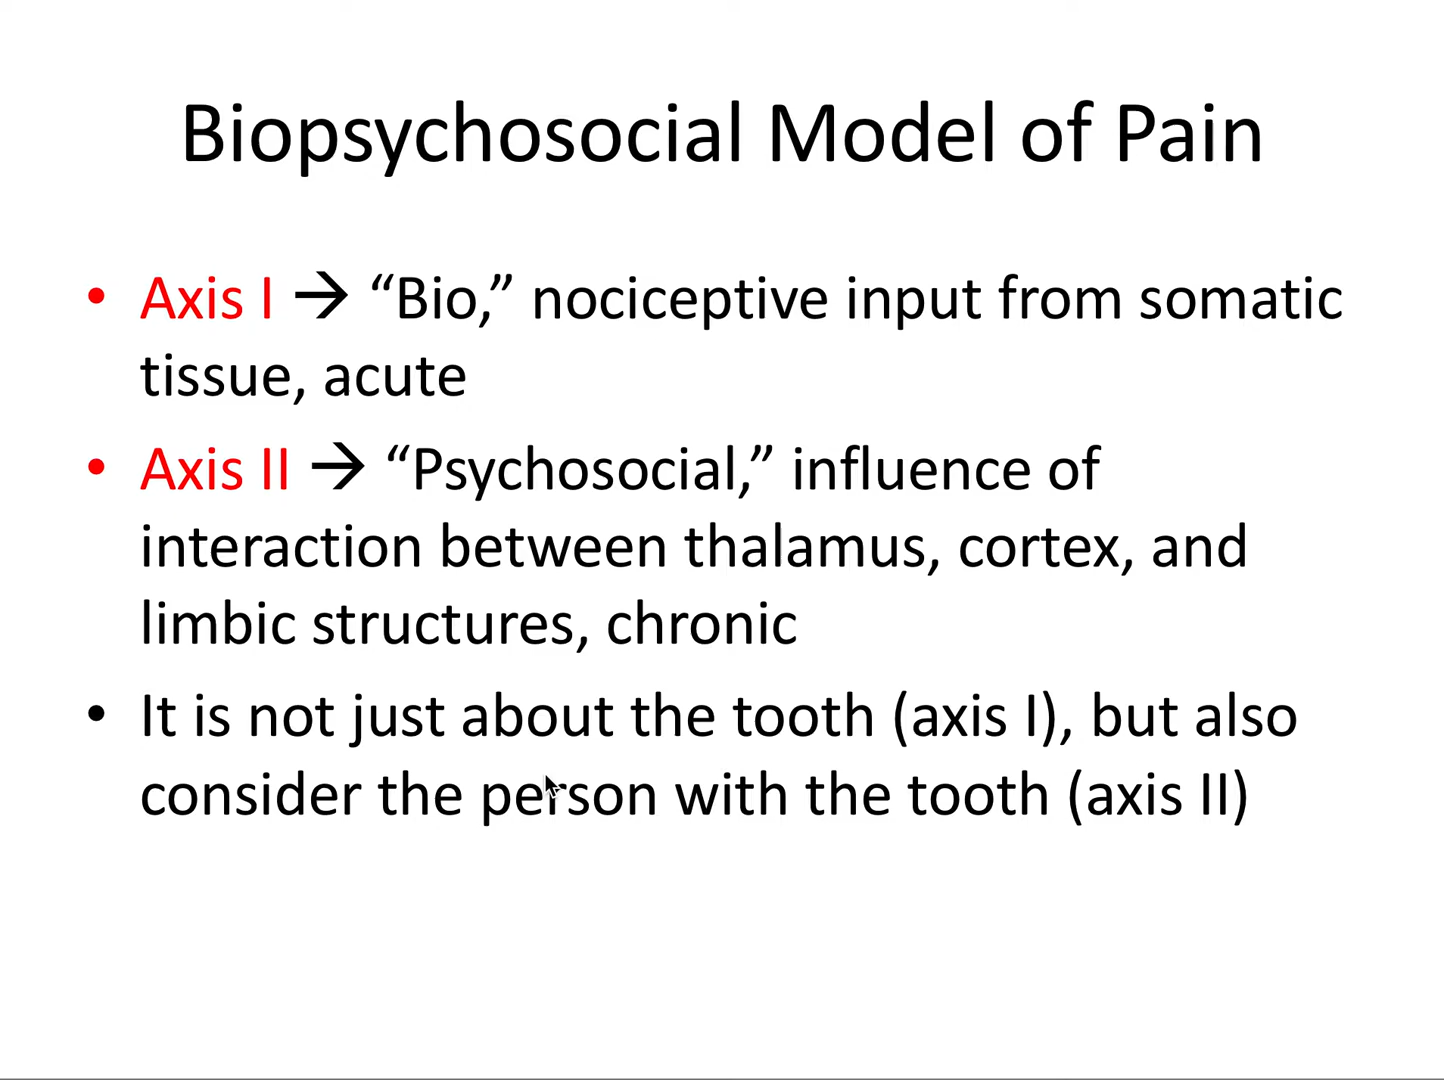 Biopsychosocial Model of Pain
• Axis I → “Bio,” nociceptive input from somatic
tissue, acute
• Axis II → “Psychosocial,” influence of
interaction between thalamus, cortex, and
limbic structures, chronic
• It is not just about the tooth (axis I), but also
consider the person with the tooth (axis II)